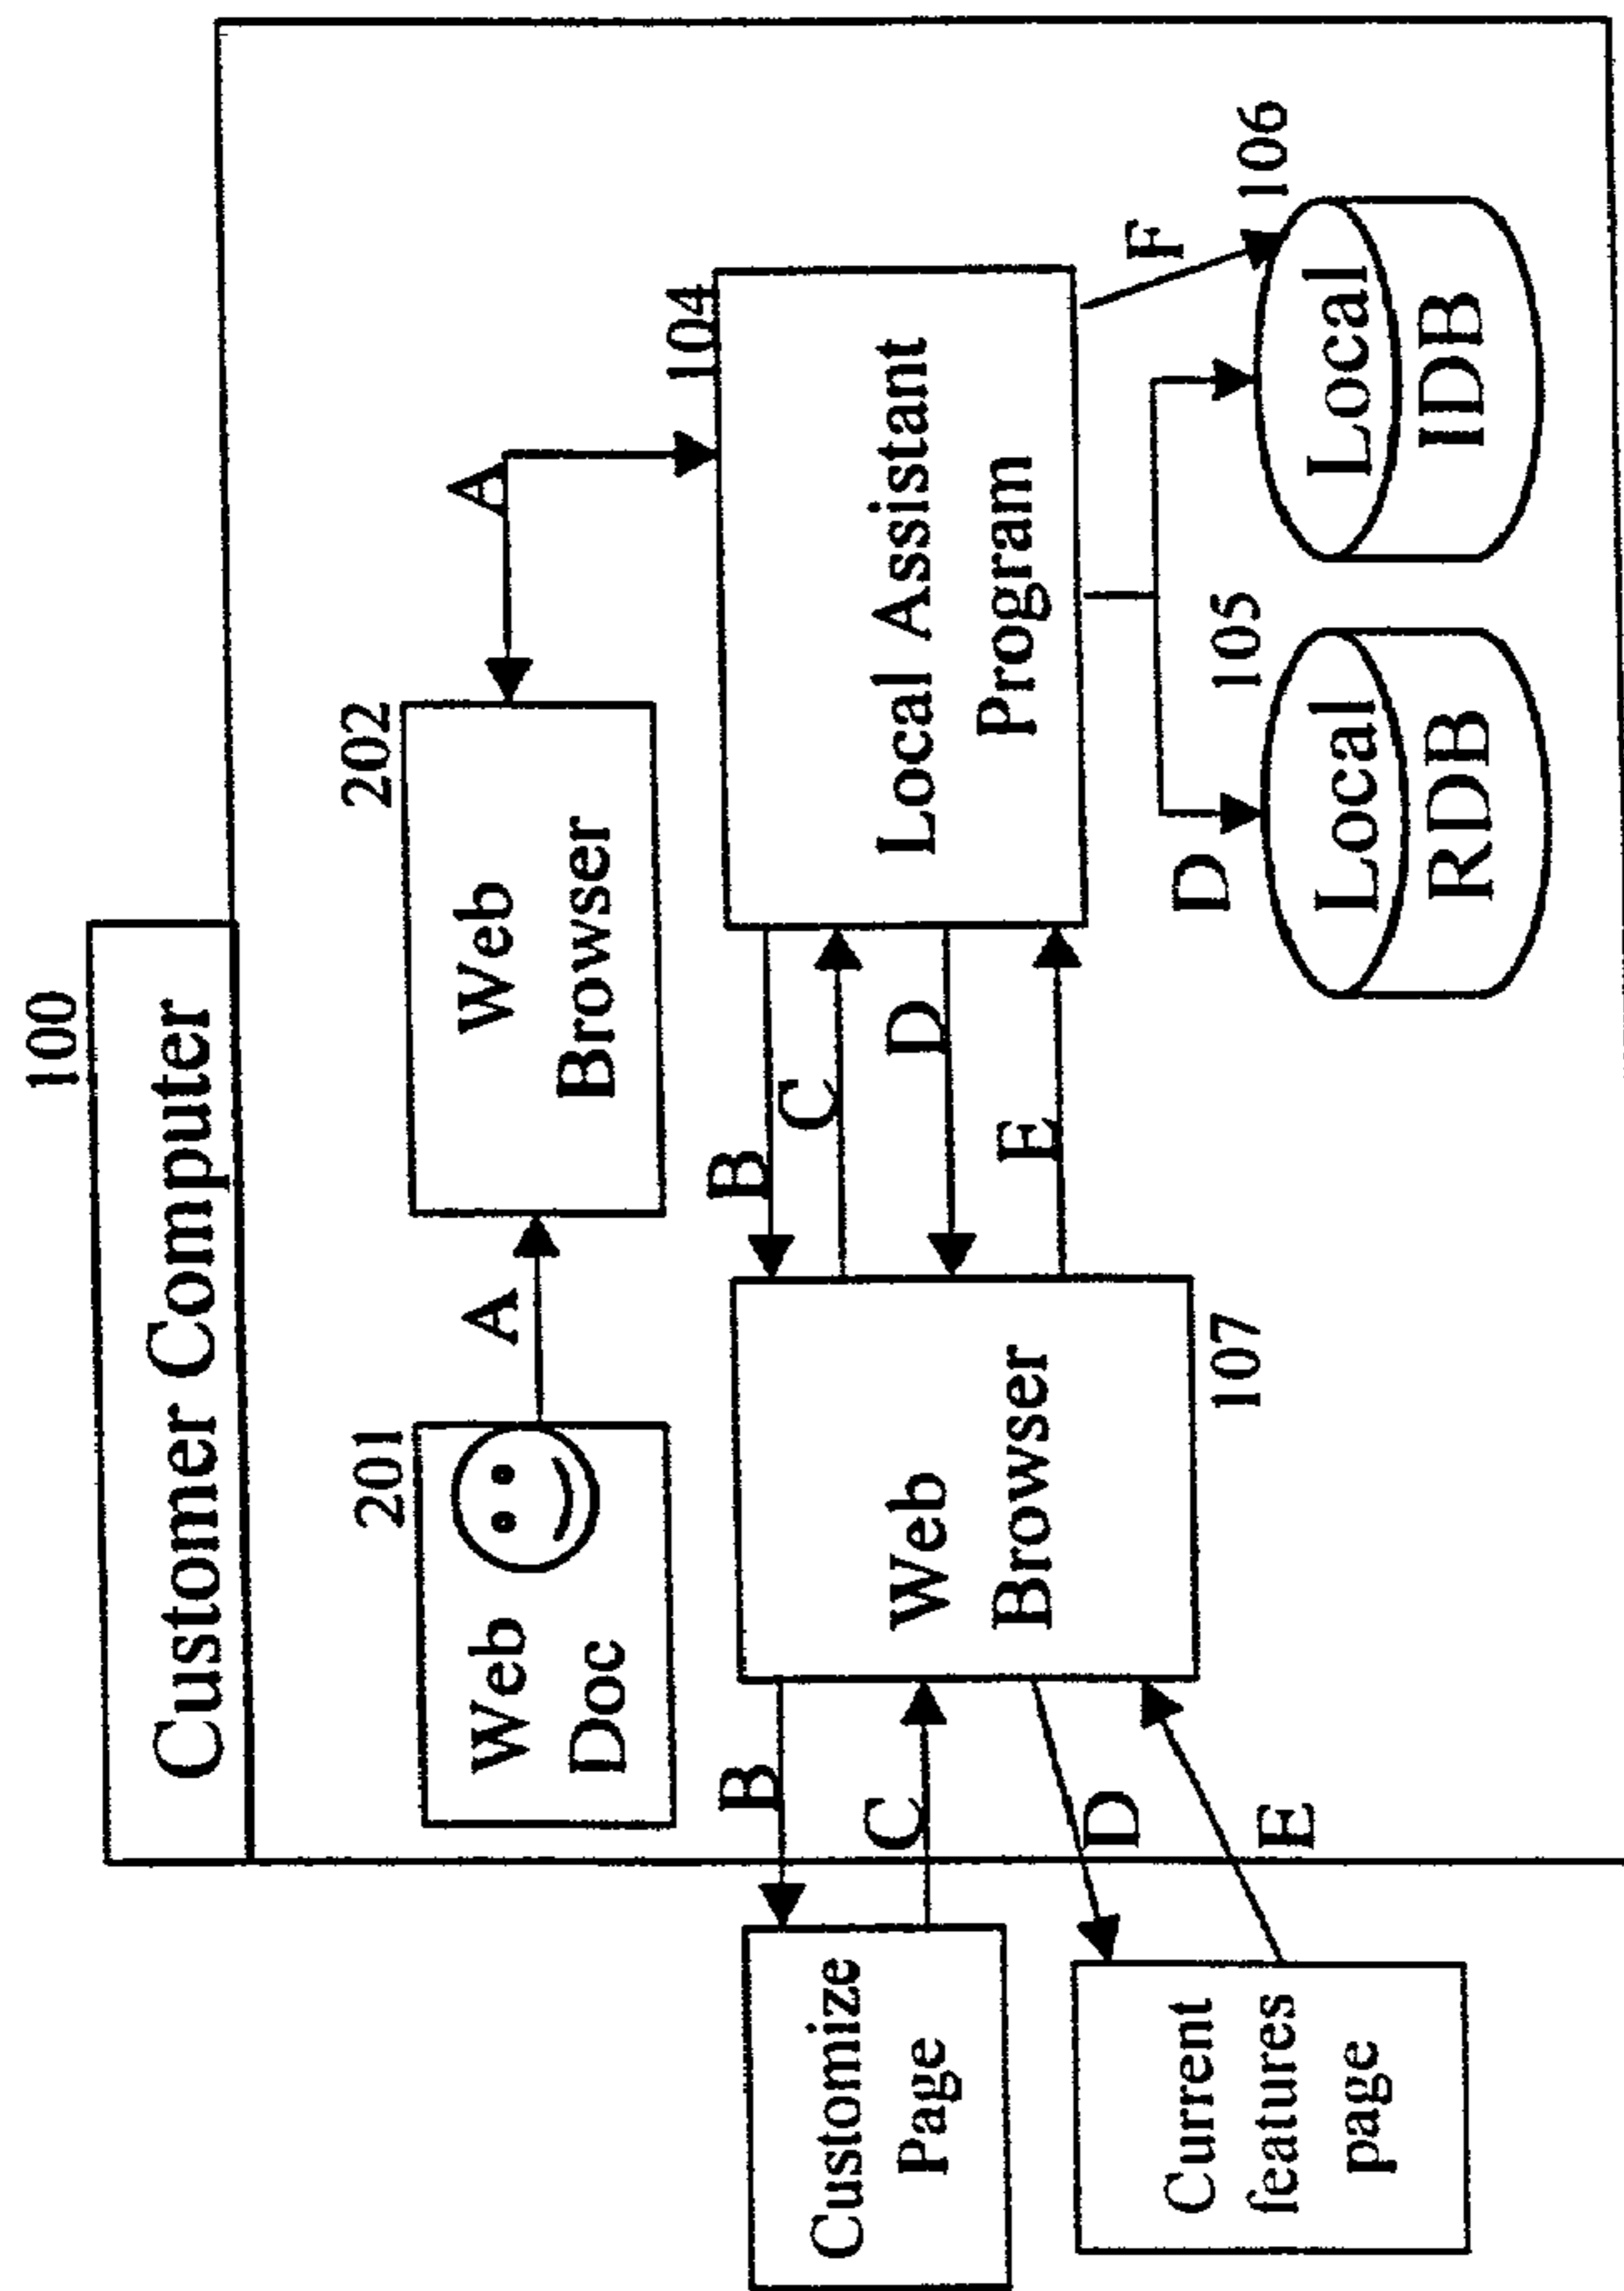 100
Customer Computer
201
Web
Doc
A
202
Web
Browser
A
104
Local Assistant
Program
B
C
D
E
Web
Browser
107
B
C
D
E
Customize
Page
Current
features
page
D
105
Local
RDB
F
106
Local
IDB